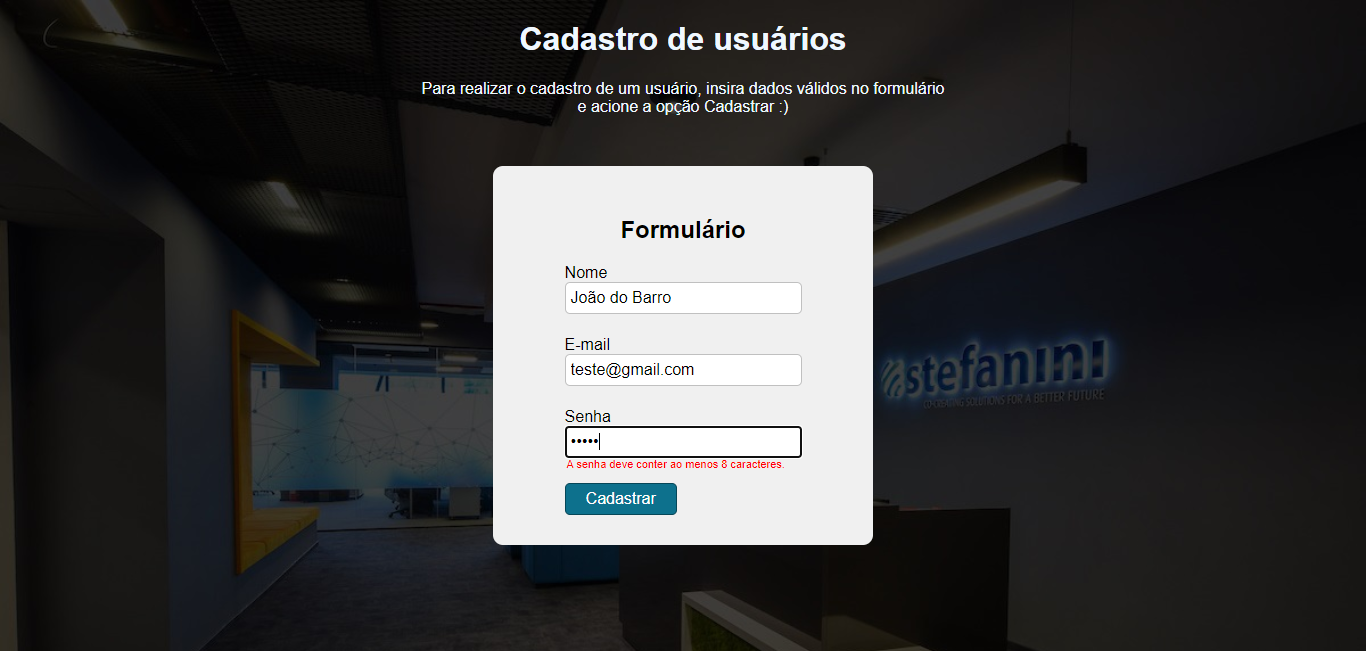 Cadastro de usuários
Para realizar o cadastro de um usuário, insira dados válidos no formulário
e acione a opção Cadastrar :)
Formulário
Nome
João do Barro
E-mail
teste@gmail.com
Senha
•••••
A senha deve conter ao menos 8 caracteres.
Cadastrar
stefanini
CO-CREATING SOLUTIONS FOR A BETTER FUTURE